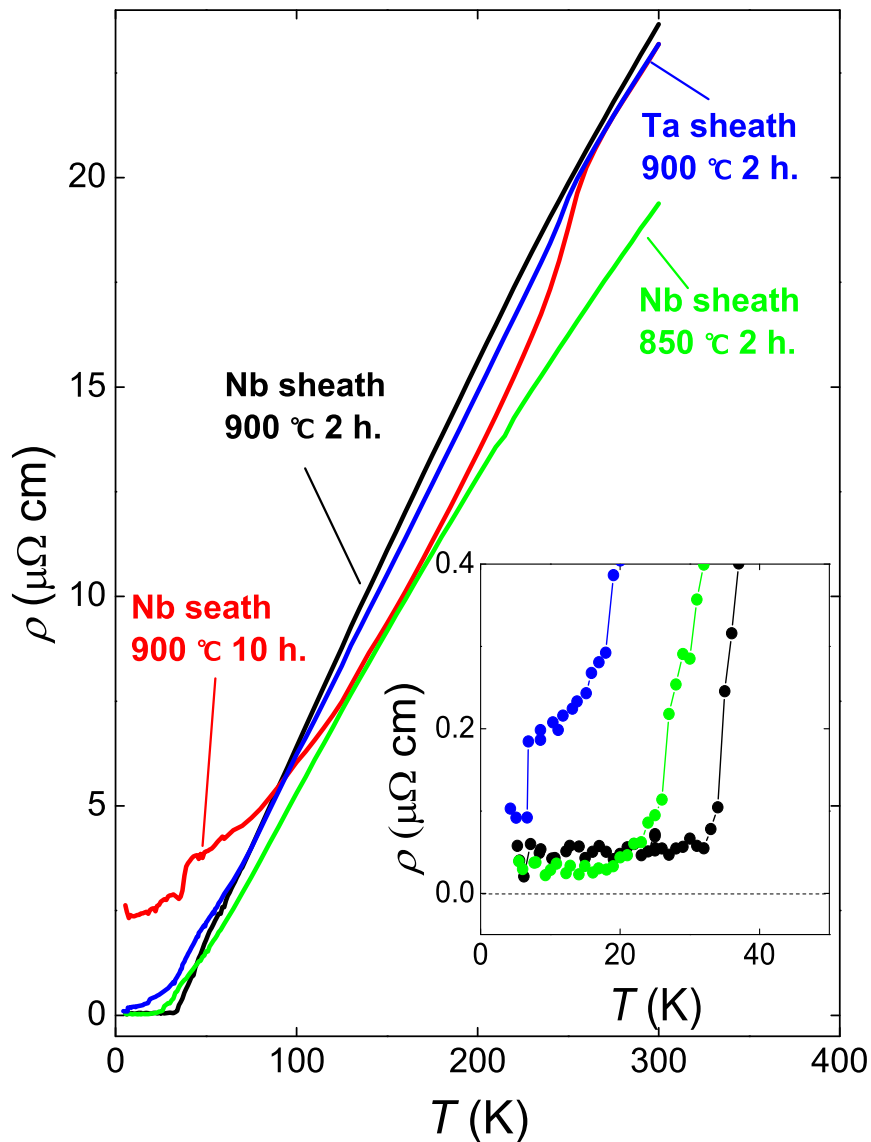 Ta sheath
900 ℃ 2 h.
Nb sheath
850 ℃ 2 h.
Nb sheath
900 ℃ 2 h.
Nb seath
900 ℃ 10 h.
ρ (μΩ cm)
20
15
10
5
0
0
100
200
300
400
T (K)
ρ (μΩ cm)
0.4
0.2
0.0
0
20
40
T (K)